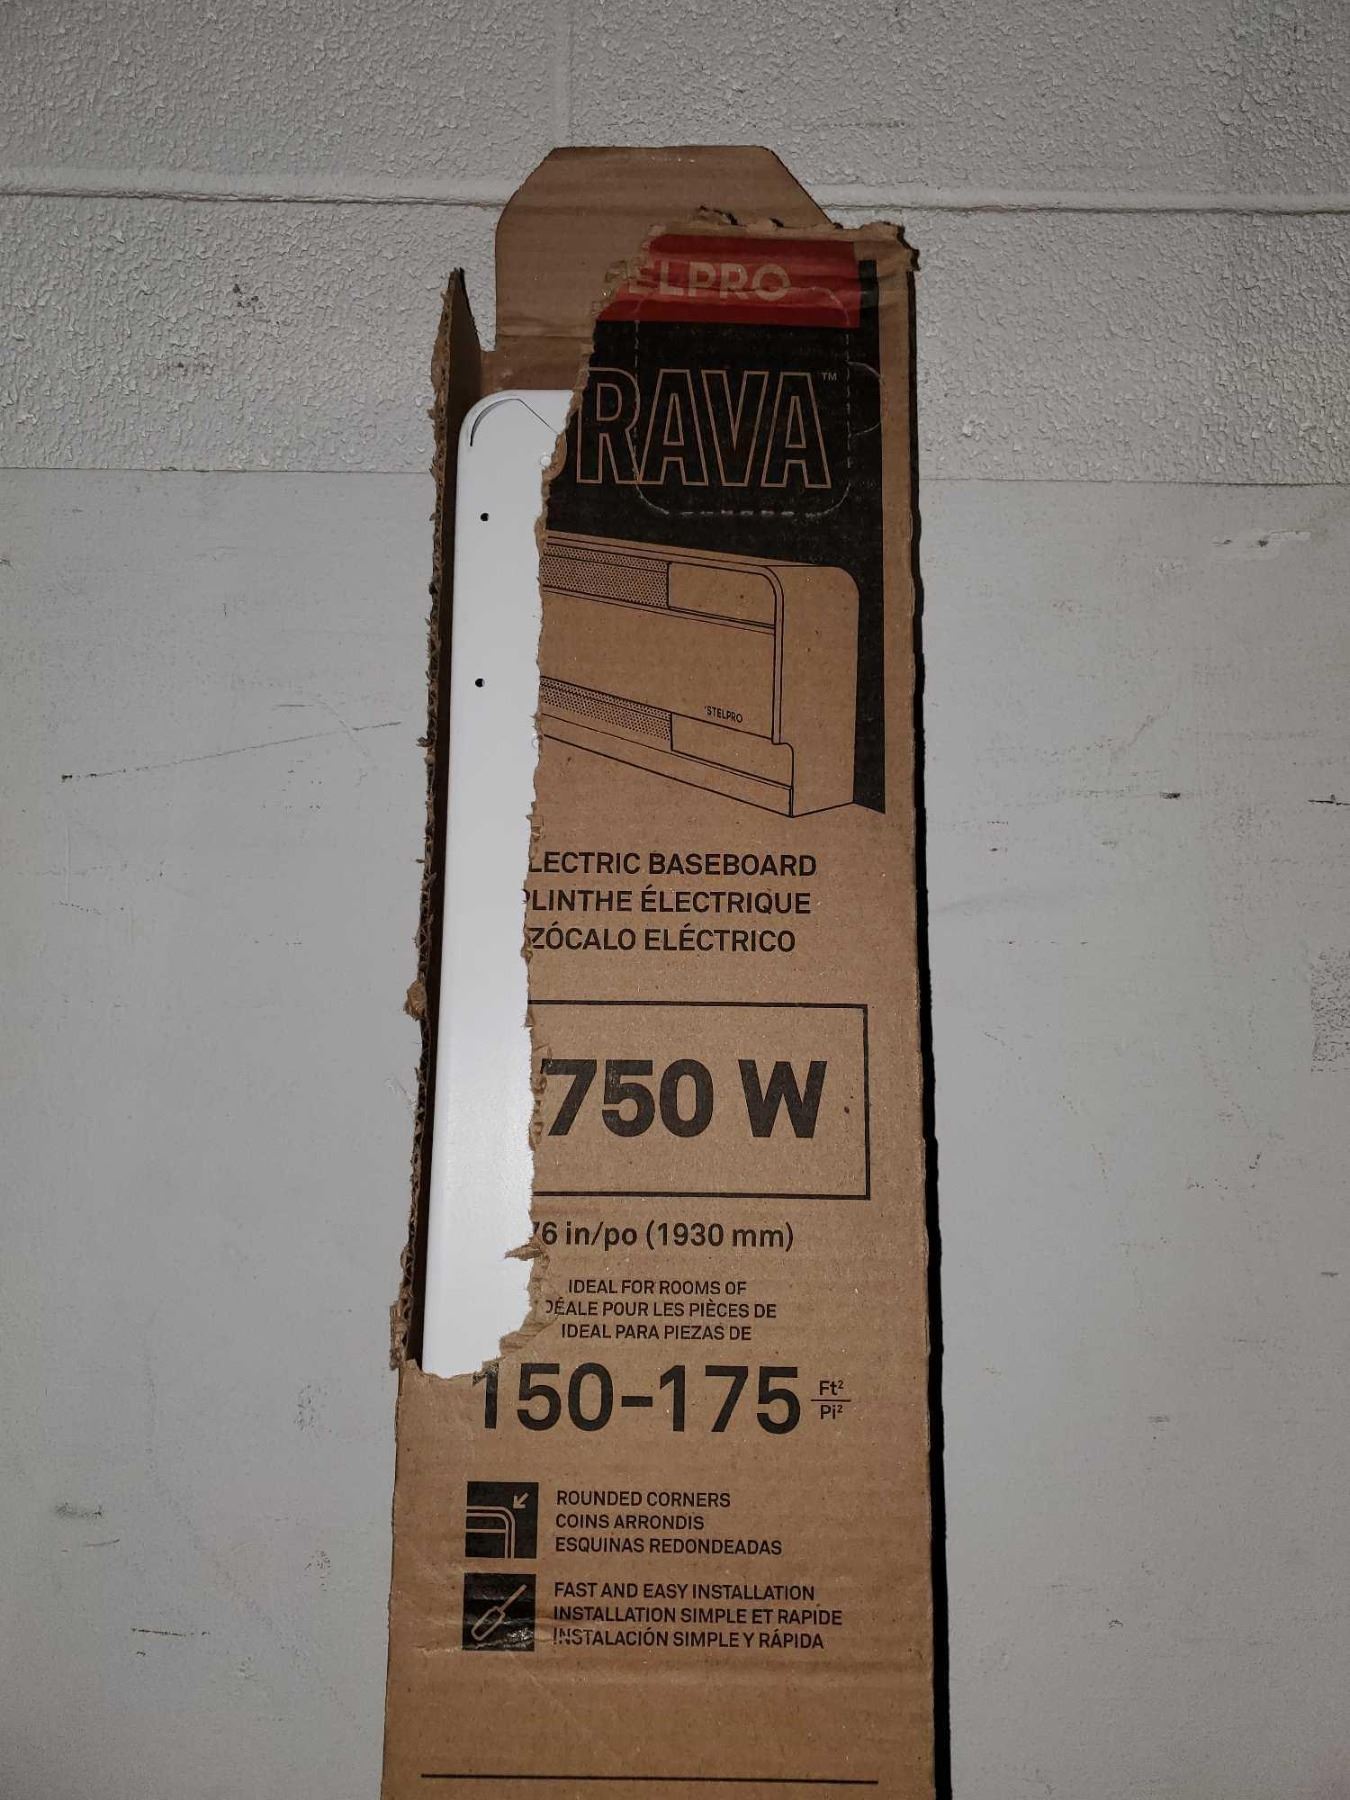 ELPRO
RAVA™
STELPRO
LECTRIC BASEBOARD
PLINTHE ÉLECTRIQUE
ZÓCALO ELÉCTRICO
750 W
76 in/po (1930 mm)
IDEAL FOR ROOMS OF
DÉALE POUR LES PIÈCES DE
IDEAL PARA PIEZAS DE
150-175 Ft²
Pi²
ROUNDED CORNERS
COINS ARRONDIS
ESQUINAS REDONDEADAS
FAST AND EASY INSTALLATION
INSTALLATION SIMPLE ET RAPIDE
INSTALACIÓN SIMPLE Y RÁPIDA